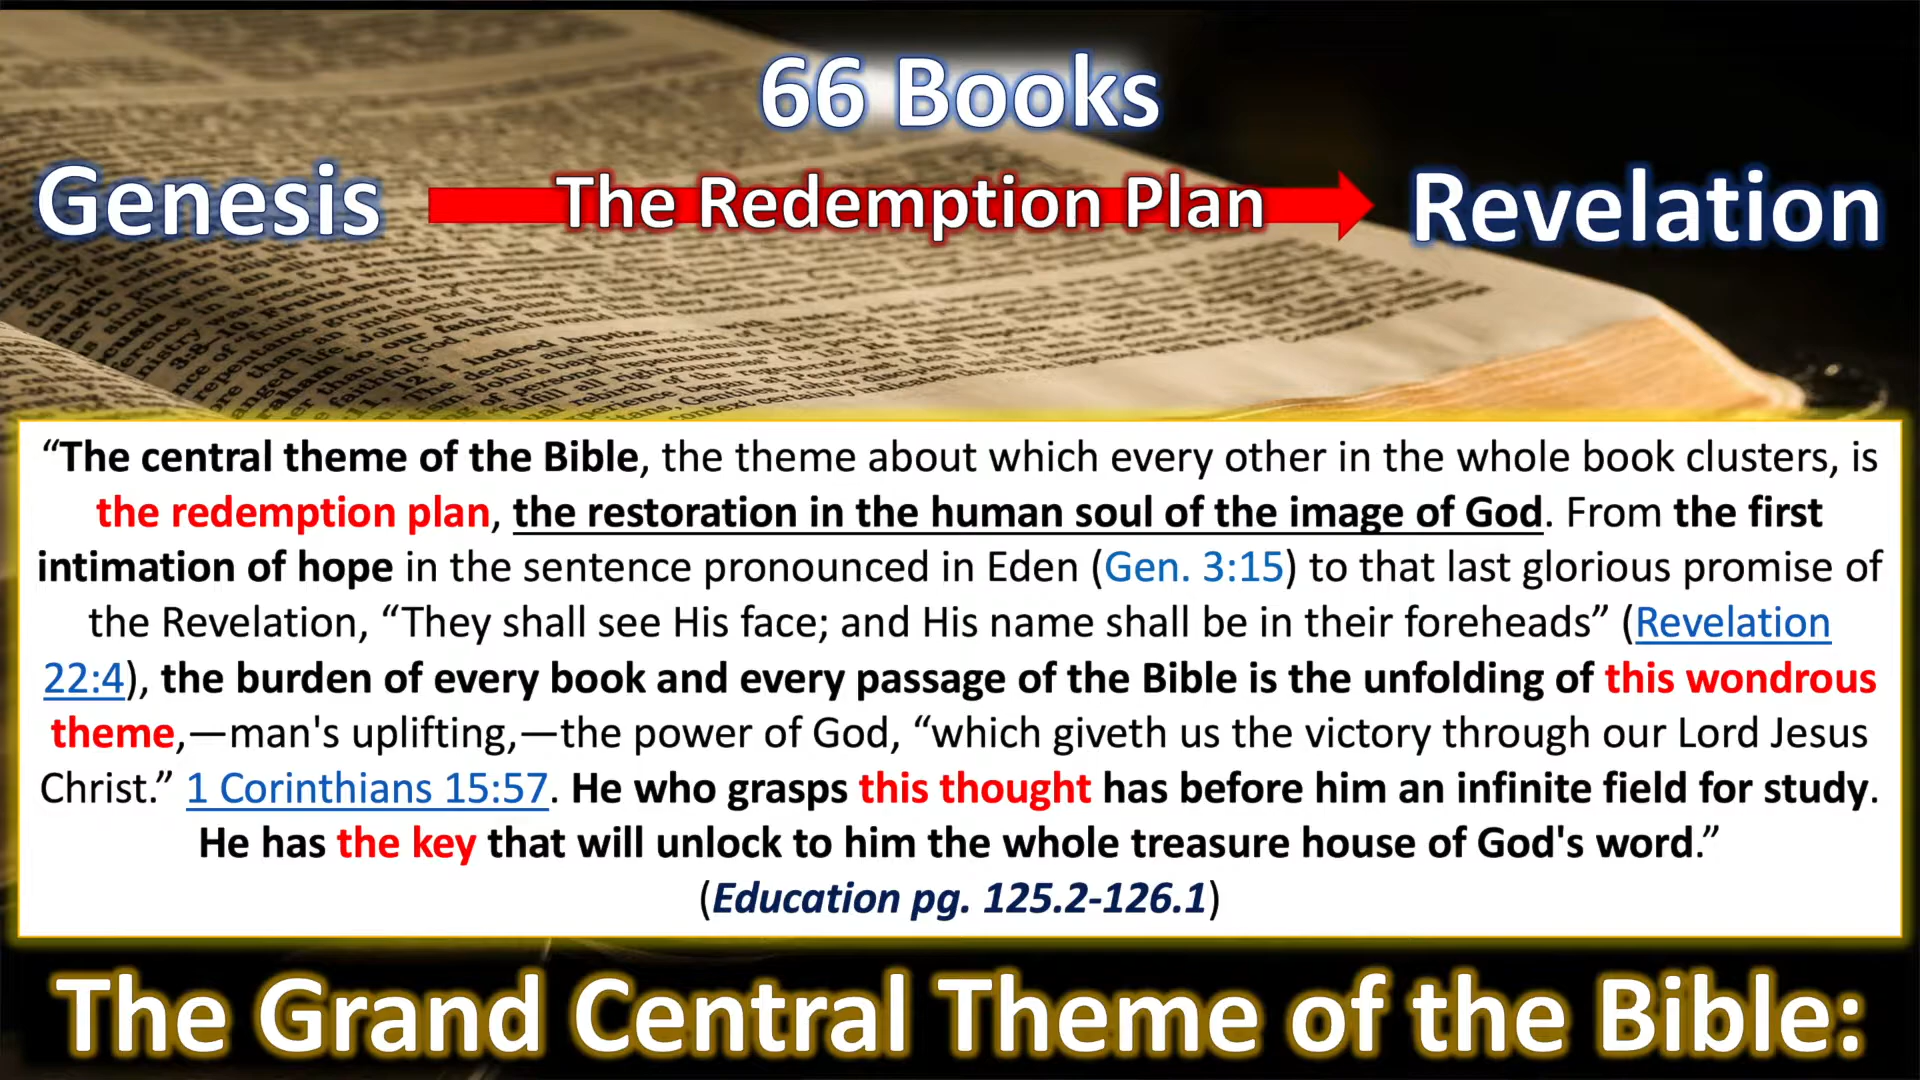 66 Books
Genesis The Redemption Plan Revelation
“The central theme of the Bible, the theme about which every other in the whole book clusters, is
the redemption plan, the restoration in the human soul of the image of God. From the first
intimation of hope in the sentence pronounced in Eden (Gen. 3:15) to that last glorious promise of
the Revelation, “They shall see His face; and His name shall be in their foreheads” (Revelation
22:4), the burden of every book and every passage of the Bible is the unfolding of this wondrous
theme,—man's uplifting,—the power of God, “which giveth us the victory through our Lord Jesus
Christ.” 1 Corinthians 15:57. He who grasps this thought has before him an infinite field for study.
He has the key that will unlock to him the whole treasure house of God's word.”
(Education pg. 125.2-126.1)
The Grand Central Theme of the Bible: